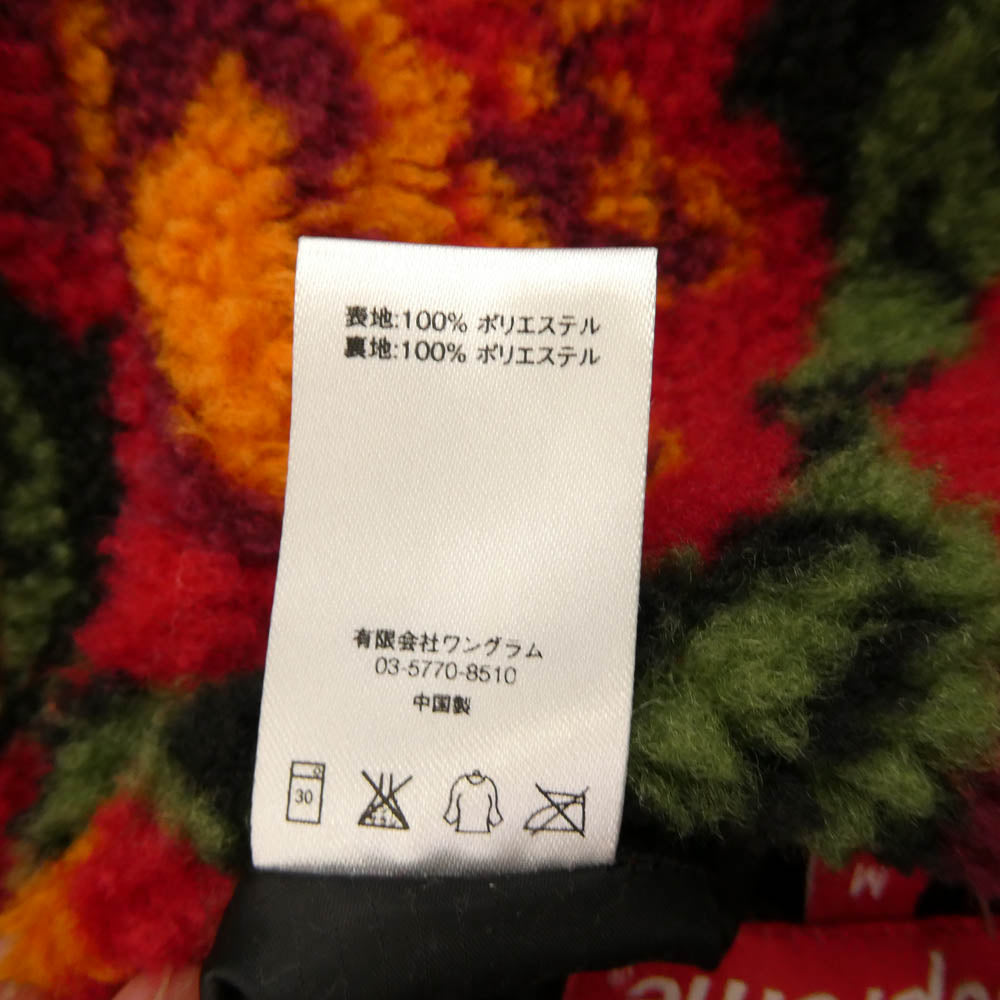 表地:100% ポリエステル
裏地:100% ポリエステル
有限会社ワングラム
03-5770-8510
中国製
30
M